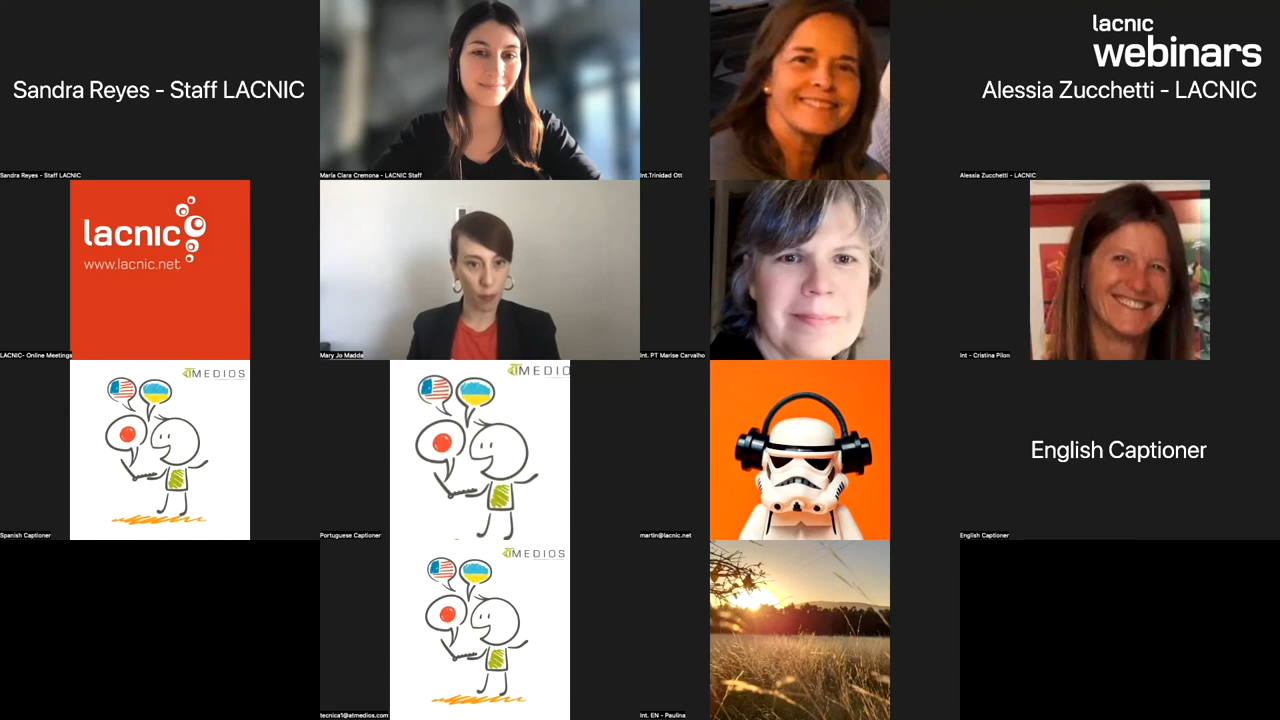 lacnic
webinars
Sandra Reyes - Staff LACNIC
Alessia Zucchetti - LACNIC
Sandra Reyes - Staff LACNIC
María Clara Cremona - LACNIC Staff
Int.Trinidad Ott
Alessia Zucchetti - LACNIC
lacnic
www.lacnic.net
LACNIC- Online Meetings
Mary Jo Madda
Int. PT Marise Carvalho
Int - Cristina Pilon
ATMEDIOS
ATMEDIO
English Captioner
Spanish Captioner
Portuguese Captioner
martin@lacnic.net
English Captioner
ATMEDIOS
tecnica1@atmedios.com
Int. EN - Paulina